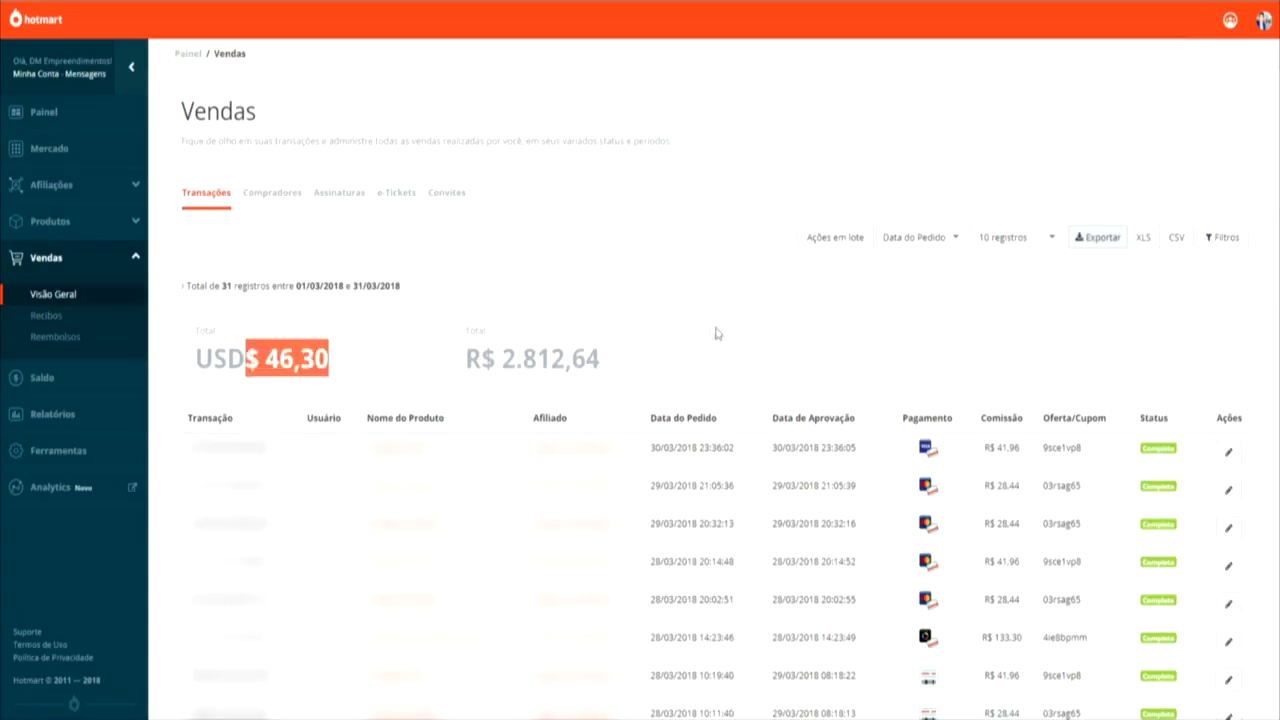 hotmart
Olá, DM Empreendimentos!
Minha Conta - Mensagens
Painel
Mercado
Afiliações
Produtos
Vendas
Visão Geral
Recibos
Reembolsos
Saldo
Relatórios
Ferramentas
Analytics Novo
Suporte
Termos de Uso
Política de Privacidade
Hotmart © 2011 — 2018
Painel / Vendas
Vendas
Fique de olho em suas transações e administre todas as vendas realizadas por você, em seus variados status e períodos.
Transações Compradores Assinaturas e-Tickets Convites
Ações em lote Data do Pedido 10 registros Exportar XLS CSV Filtros
› Total de 31 registros entre 01/03/2018 e 31/03/2018
Total Total
USD$ 46,30 R$ 2.812,64
Transação Usuário Nome do Produto Afiliado Data do Pedido Data de Aprovação Pagamento Comissão Oferta/Cupom Status Ações
30/03/2018 23:36:02 30/03/2018 23:36:05 VISA R$ 41,96 9sce1vp8 Completo
29/03/2018 21:05:36 29/03/2018 21:05:39 R$ 28,44 03rsag65 Completo
29/03/2018 20:32:13 29/03/2018 20:32:16 R$ 28,44 03rsag65 Completo
28/03/2018 20:14:48 28/03/2018 20:14:52 R$ 41,96 9sce1vp8 Completo
28/03/2018 20:02:51 28/03/2018 20:02:55 R$ 28,44 03rsag65 Completo
28/03/2018 14:23:46 28/03/2018 14:23:49 R$ 133,30 4ie8bpmm Completo
28/03/2018 10:19:40 29/03/2018 08:18:22 R$ 41,96 9sce1vp8 Completo
28/03/2018 10:11:40 29/03/2018 08:18:13 R$ 28,44 03rsag65 Completo